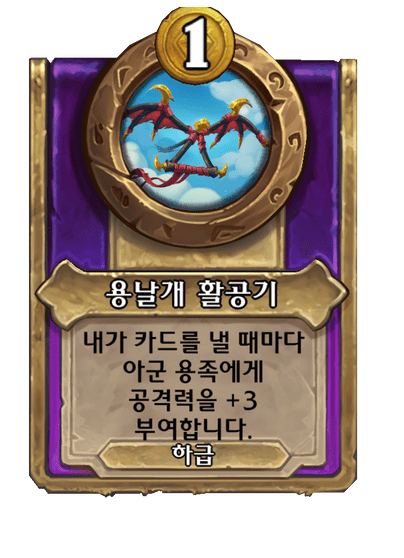 1
용날개 활공기
내가 카드를 낼 때마다
아군 용족에게
공격력을 +3
부여합니다.
하급